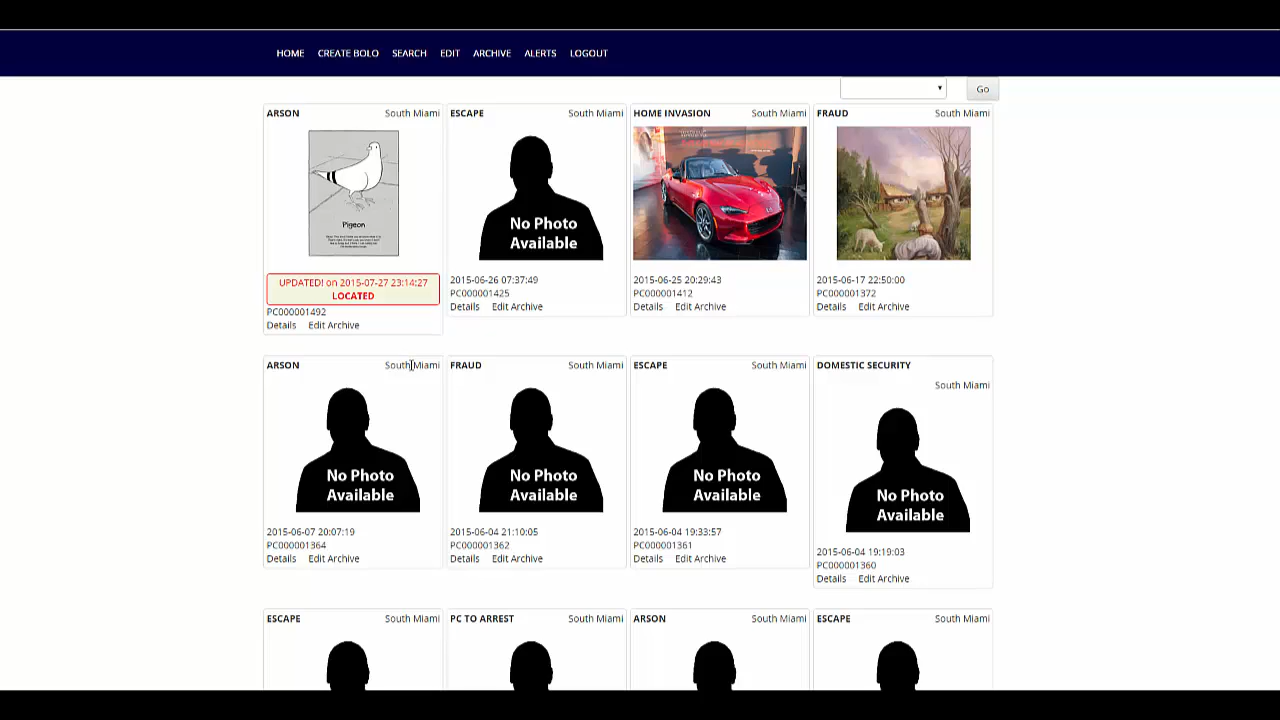 HOME CREATE BOLO SEARCH EDIT ARCHIVE ALERTS LOGOUT
Go
ARSON South Miami
Pigeon
UPDATED! on 2015-07-27 23:14:27
LOCATED
PC000001492
Details Edit Archive
ESCAPE South Miami
No Photo
Available
2015-06-26 07:37:49
PC000001425
Details Edit Archive
HOME INVASION South Miami
2015-06-25 20:29:43
PC000001412
Details Edit Archive
FRAUD South Miami
2015-06-17 22:50:00
PC000001372
Details Edit Archive
ARSON South Miami
No Photo
Available
2015-06-07 20:07:19
PC000001364
Details Edit Archive
FRAUD South Miami
No Photo
Available
2015-06-04 21:10:05
PC000001362
Details Edit Archive
ESCAPE South Miami
No Photo
Available
2015-06-04 19:33:57
PC000001361
Details Edit Archive
DOMESTIC SECURITY
South Miami
No Photo
Available
2015-06-04 19:19:03
PC000001360
Details Edit Archive
ESCAPE South Miami
PC TO ARREST South Miami
ARSON South Miami
ESCAPE South Miami